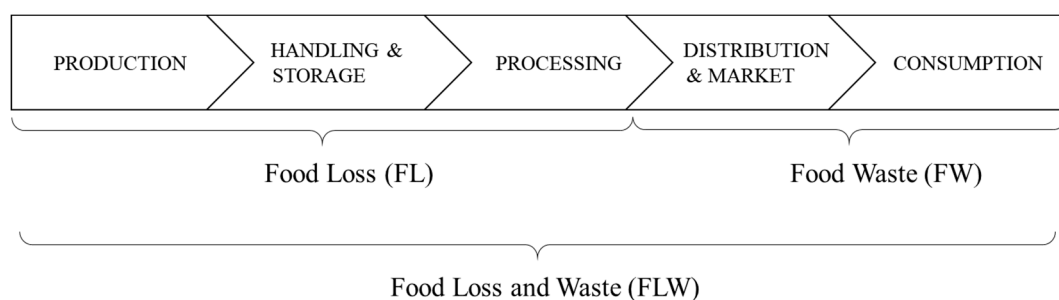 PRODUCTION
HANDLING &
STORAGE
PROCESSING
DISTRIBUTION
& MARKET
CONSUMPTION
Food Loss (FL)
Food Waste (FW)
Food Loss and Waste (FLW)